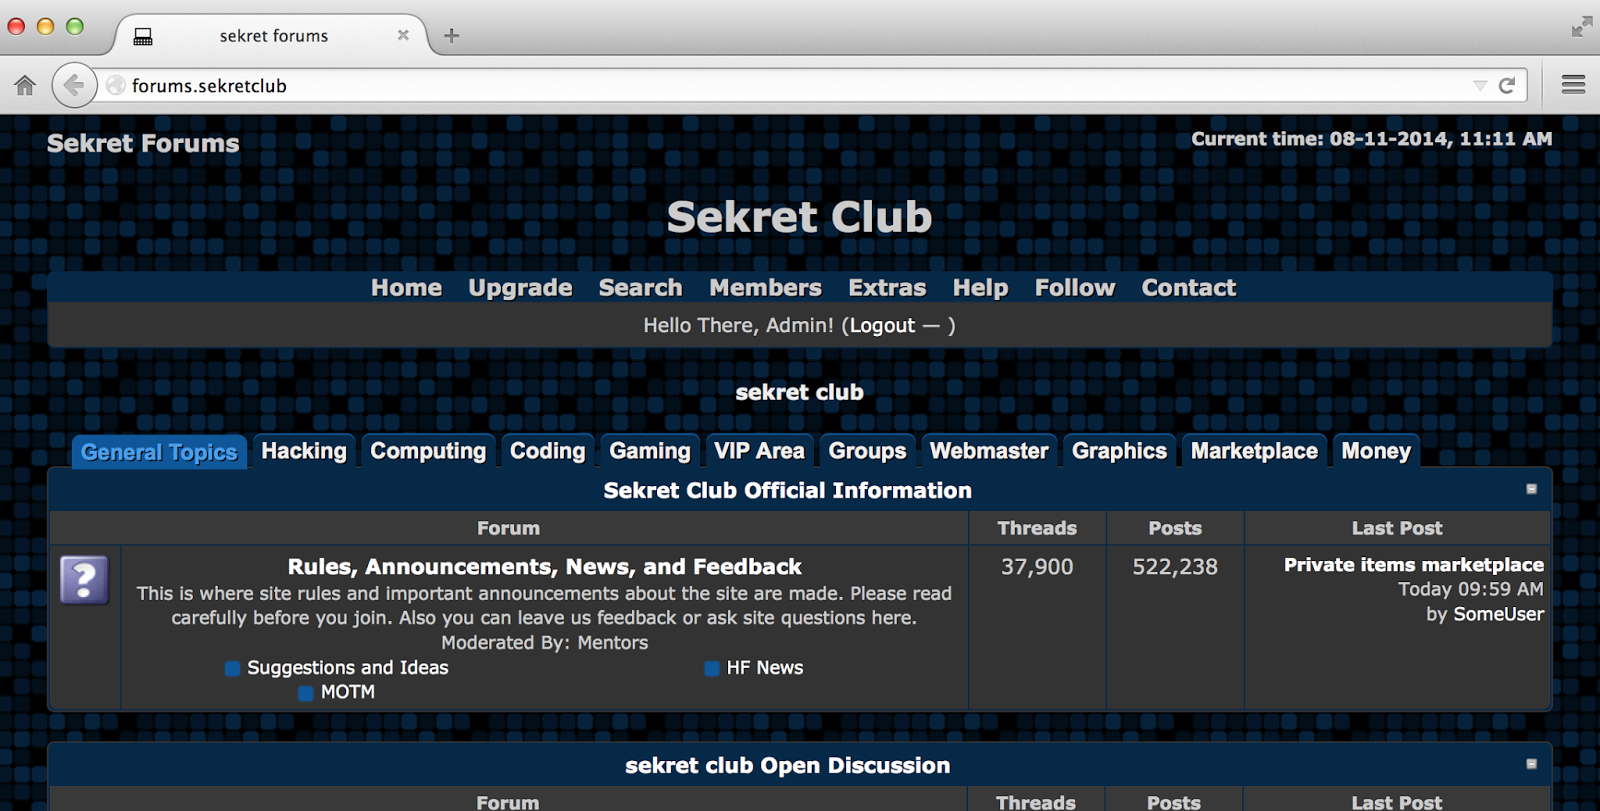 sekret forums
forums.sekretclub
Sekret Forums
Current time: 08-11-2014, 11:11 AM
Sekret Club
Home Upgrade Search Members Extras Help Follow Contact
Hello There, Admin! (Logout — )
sekret club
General Topics Hacking Computing Coding Gaming VIP Area Groups Webmaster Graphics Marketplace Money
Sekret Club Official Information
Forum Threads Posts Last Post
Rules, Announcements, News, and Feedback
This is where site rules and important announcements about the site are made. Please read
carefully before you join. Also you can leave us feedback or ask site questions here.
Moderated By: Mentors
Suggestions and Ideas HF News
MOTM
37,900
522,238
Private items marketplace
Today 09:59 AM
by SomeUser
sekret club Open Discussion
Forum Threads Posts Last Post